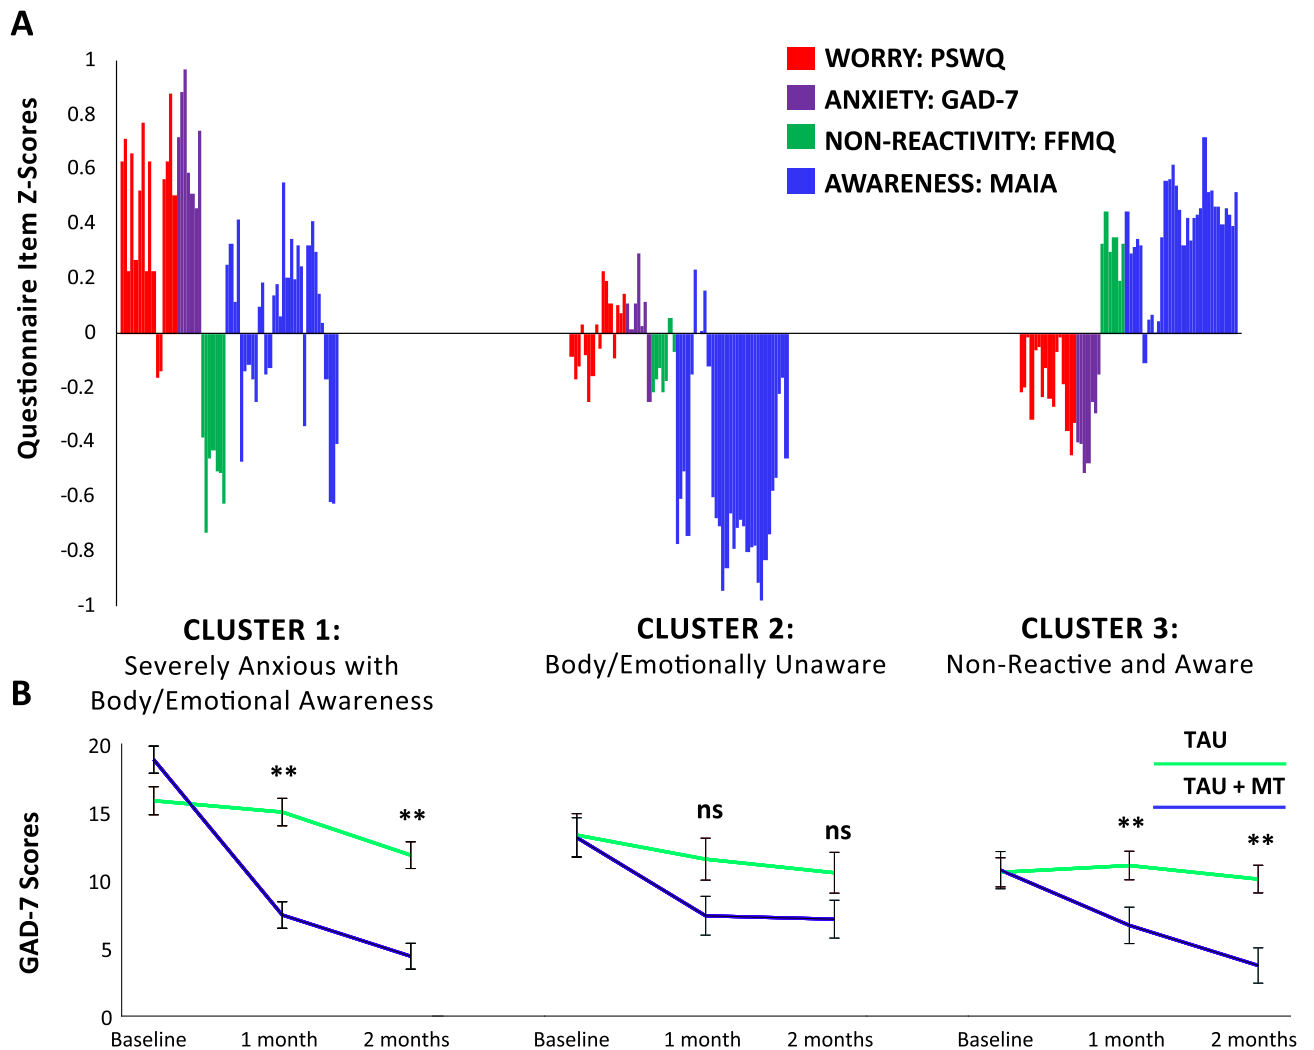 A
WORRY: PSWQ
ANXIETY: GAD-7
NON-REACTIVITY: FFMQ
AWARENESS: MAIA
Questionnaire Item Z-Scores
1
0.8
0.6
0.4
0.2
0
-0.2
-0.4
-0.6
-0.8
-1
CLUSTER 1:
Severely Anxious with
Body/Emotional Awareness
CLUSTER 2:
Body/Emotionally Unaware
CLUSTER 3:
Non-Reactive and Aware
B
GAD-7 Scores
20
15
10
5
0
**
**
ns
ns
**
**
TAU
TAU + MT
Baseline 1 month 2 months
Baseline 1 month 2 months
Baseline 1 month 2 months